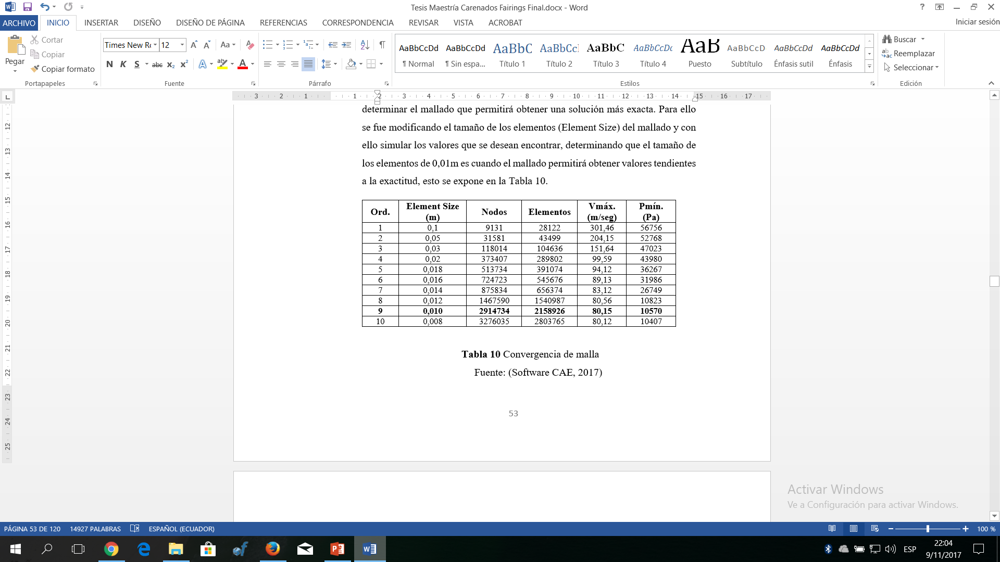 Tesis Maestría Carenados Fairings Final.docx - Word
ARCHIVO INICIO INSERTAR DISEÑO DISEÑO DE PÁGINA REFERENCIAS CORRESPONDENCIA REVISAR VISTA ACROBAT
Iniciar sesión
Pegar
Cortar
Copiar
Copiar formato
Portapapeles
Times New Ro 12
Aa
N K S abc x₂ x² A ab A
Fuente
Párrafo
AaBbCcDd AaBbCcDd AaBbC AaBbCc AaBbC AaBbCcDc AaB AaBbCcD AaBbCcDd AaBbCcDd
¶ Normal ¶ Sin espa... Título 1 Título 2 Título 3 Título 4 Puesto Subtítulo Énfasis sutil Énfasis
Estilos
Buscar
Reemplazar
Seleccionar
Edición
L
3 2 1 1 2 3 4 5 6 7 8 9 10 11 12 13 14 15 16 17
12 13 14 15 16 17 18 19 20 21 22 23 24 25
determinar el mallado que permitirá obtener una solución más exacta. Para ello
se fue modificando el tamaño de los elementos (Element Size) del mallado y con
ello simular los valores que se desean encontrar, determinando que el tamaño de
los elementos de 0,01m es cuando el mallado permitirá obtener valores tendientes
a la exactitud, esto se expone en la Tabla 10.
Ord. Element Size (m) Nodos Elementos Vmáx. (m/seg) Pmín. (Pa)
1 0,1 9131 28122 301,46 56756
2 0,05 31581 43499 204,15 52768
3 0,03 118014 104636 151,64 47023
4 0,02 373407 289802 99,59 43980
5 0,018 513734 391074 94,12 36267
6 0,016 724723 545676 89,13 31986
7 0,014 875834 656374 83,12 26749
8 0,012 1467590 1540987 80,56 10823
9 0,010 2914734 2158926 80,15 10570
10 0,008 3276035 2803765 80,12 10407
Tabla 10 Convergencia de malla
Fuente: (Software CAE, 2017)
53
Activar Windows
Ve a Configuración para activar Windows.
PÁGINA 53 DE 120 14927 PALABRAS ESPAÑOL (ECUADOR)
100 %
ESP
22:04
9/11/2017